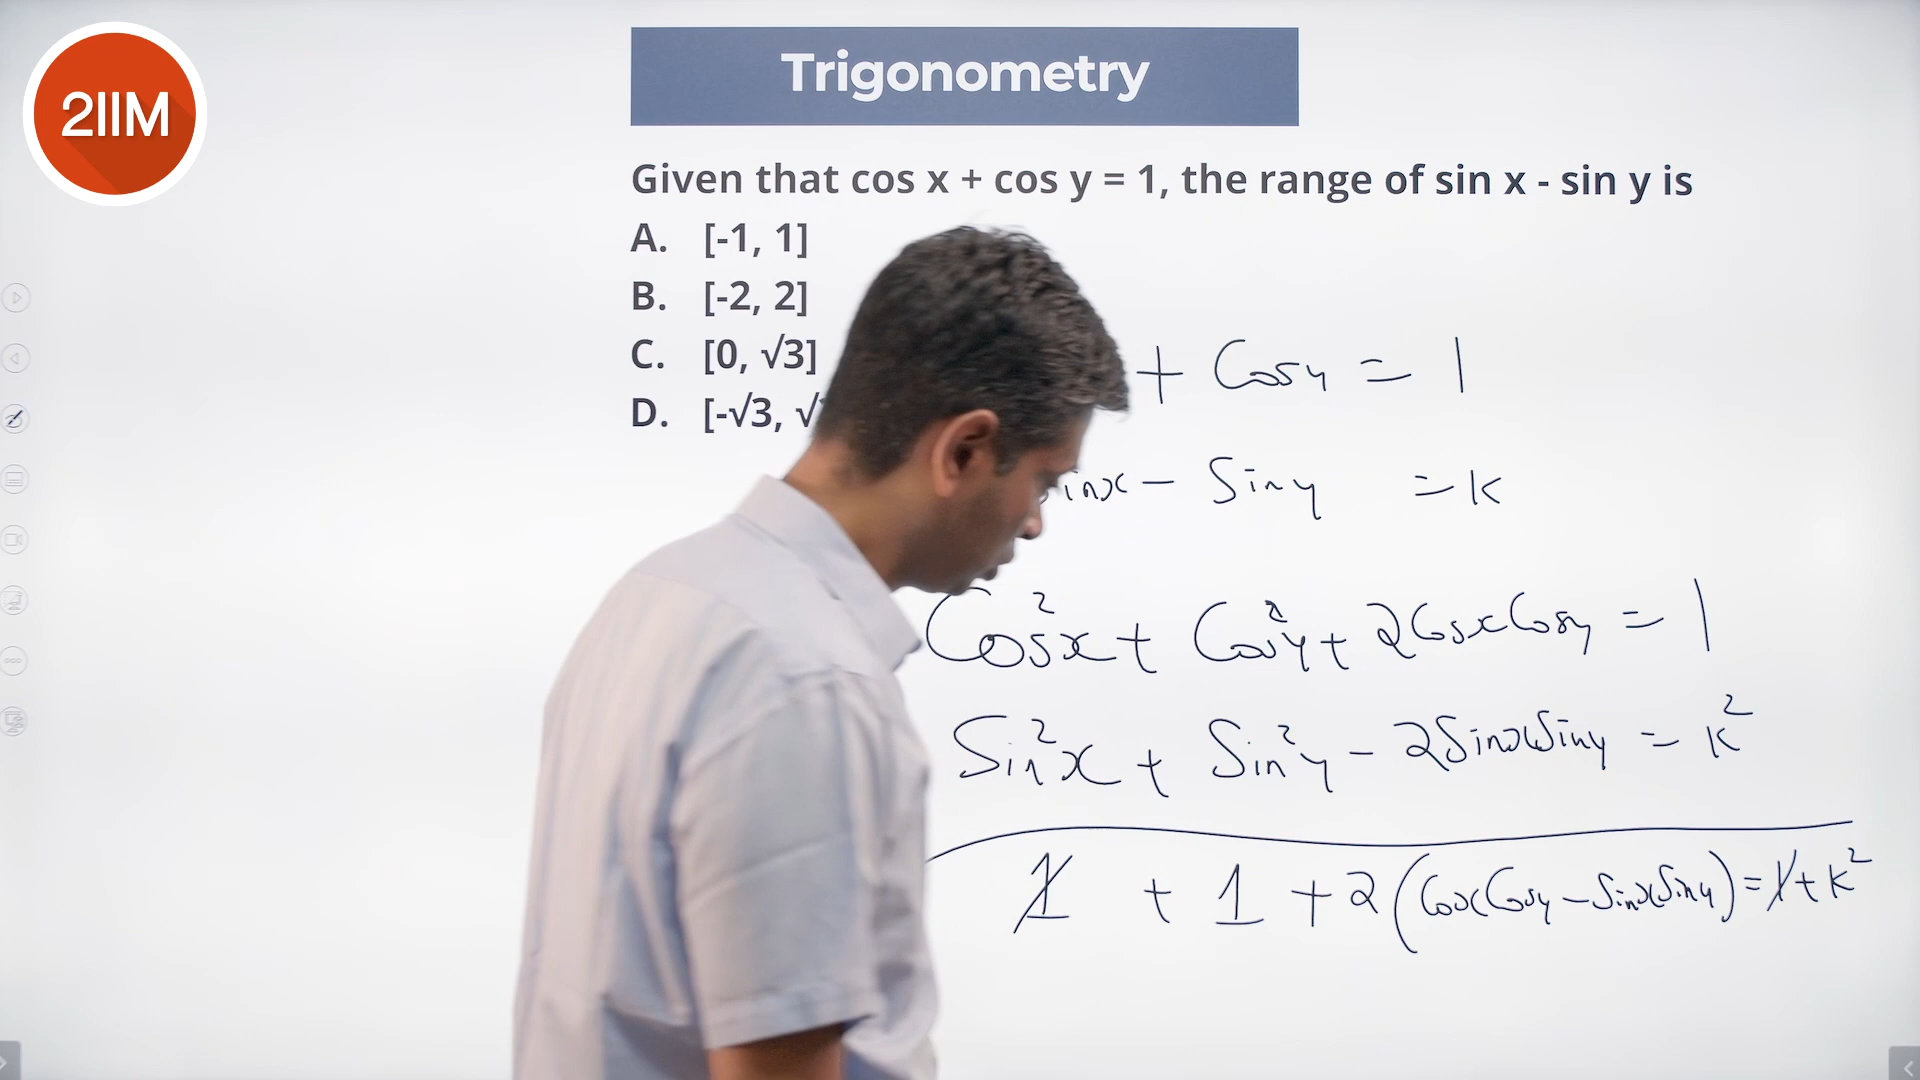 2IIM
Trigonometry
Given that cos x + cos y = 1, the range of sin x - sin y is
A. [-1, 1]
B. [-2, 2]
C. [0, √3]
D. [-√3, √
+ Cosy = 1
inx - Siny = K
Cos²x + Cos²y + 2CosxCosy = 1
Sin²x + Sin²y - 2SinxSiny = K²
1 + 1 + 2(CosxCosy - SinxSiny) = 1 + K²